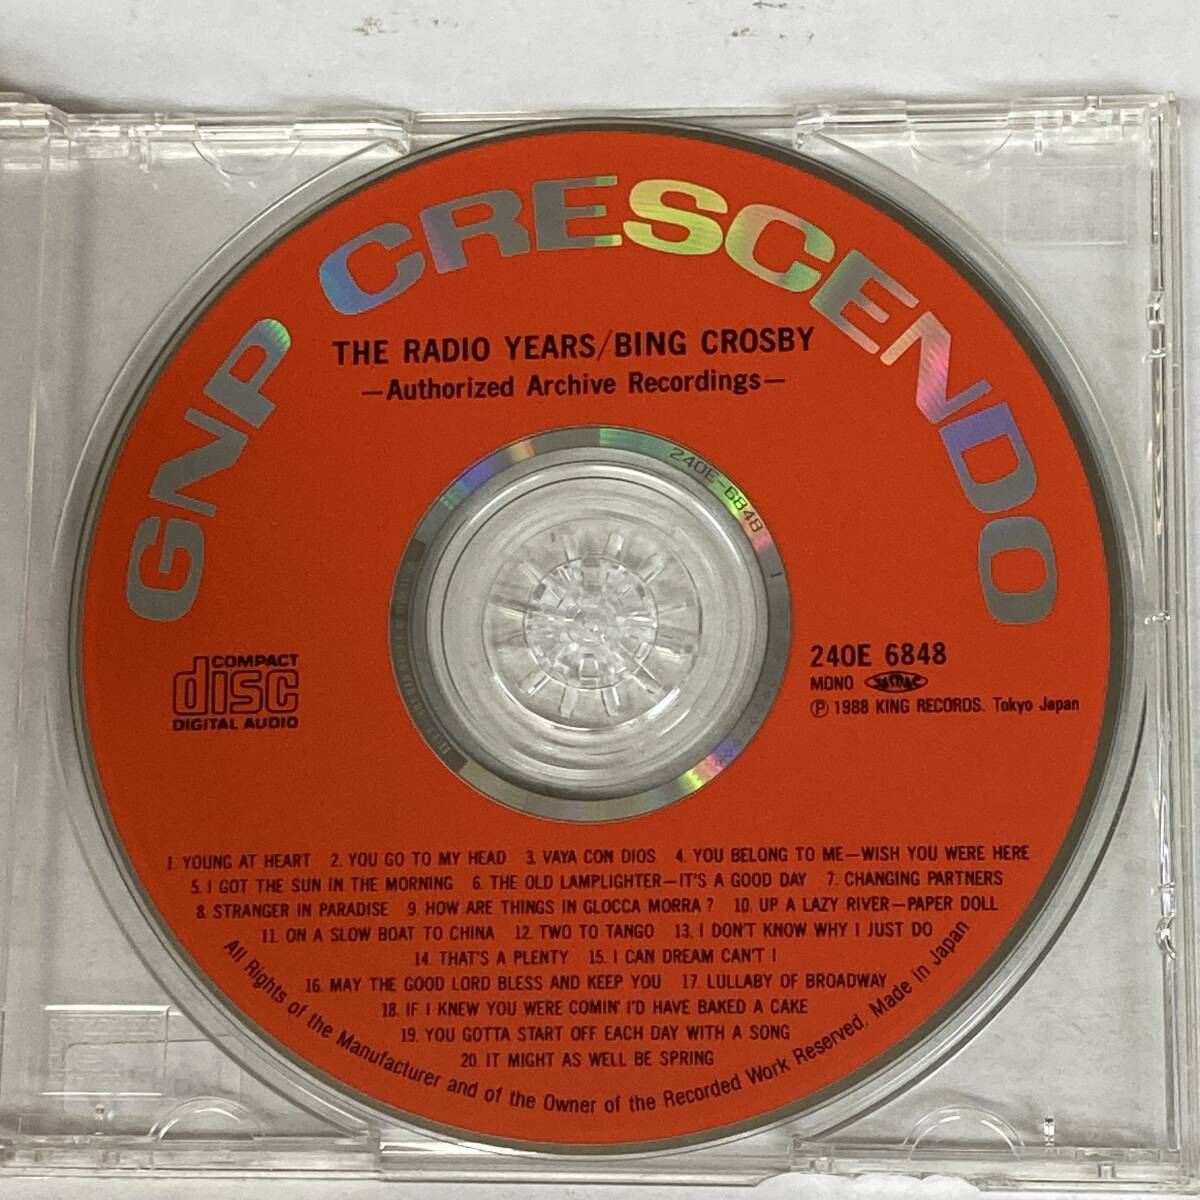 GNP CRESCENDO
THE RADIO YEARS/BING CROSBY
—Authorized Archive Recordings—
240E-6848 1
COMPACT
disc
DIGITAL AUDIO
240E 6848
MONO JASRAC
Ⓟ 1988 KING RECORDS. Tokyo Japan
1. YOUNG AT HEART 2. YOU GO TO MY HEAD 3. VAYA CON DIOS 4. YOU BELONG TO ME—WISH YOU WERE HERE
5. I GOT THE SUN IN THE MORNING 6. THE OLD LAMPLIGHTER—IT'S A GOOD DAY 7. CHANGING PARTNERS
8. STRANGER IN PARADISE 9. HOW ARE THINGS IN GLOCCA MORRA ? 10. UP A LAZY RIVER—PAPER DOLL
11. ON A SLOW BOAT TO CHINA 12. TWO TO TANGO 13. I DON'T KNOW WHY I JUST DO
14. THAT'S A PLENTY 15. I CAN DREAM CAN'T I
16. MAY THE GOOD LORD BLESS AND KEEP YOU 17. LULLABY OF BROADWAY
18. IF I KNEW YOU WERE COMIN' I'D HAVE BAKED A CAKE
19. YOU GOTTA START OFF EACH DAY WITH A SONG
20. IT MIGHT AS WELL BE SPRING
All Rights of the Manufacturer and of the Owner of the Recorded Work Reserved. Made in Japan